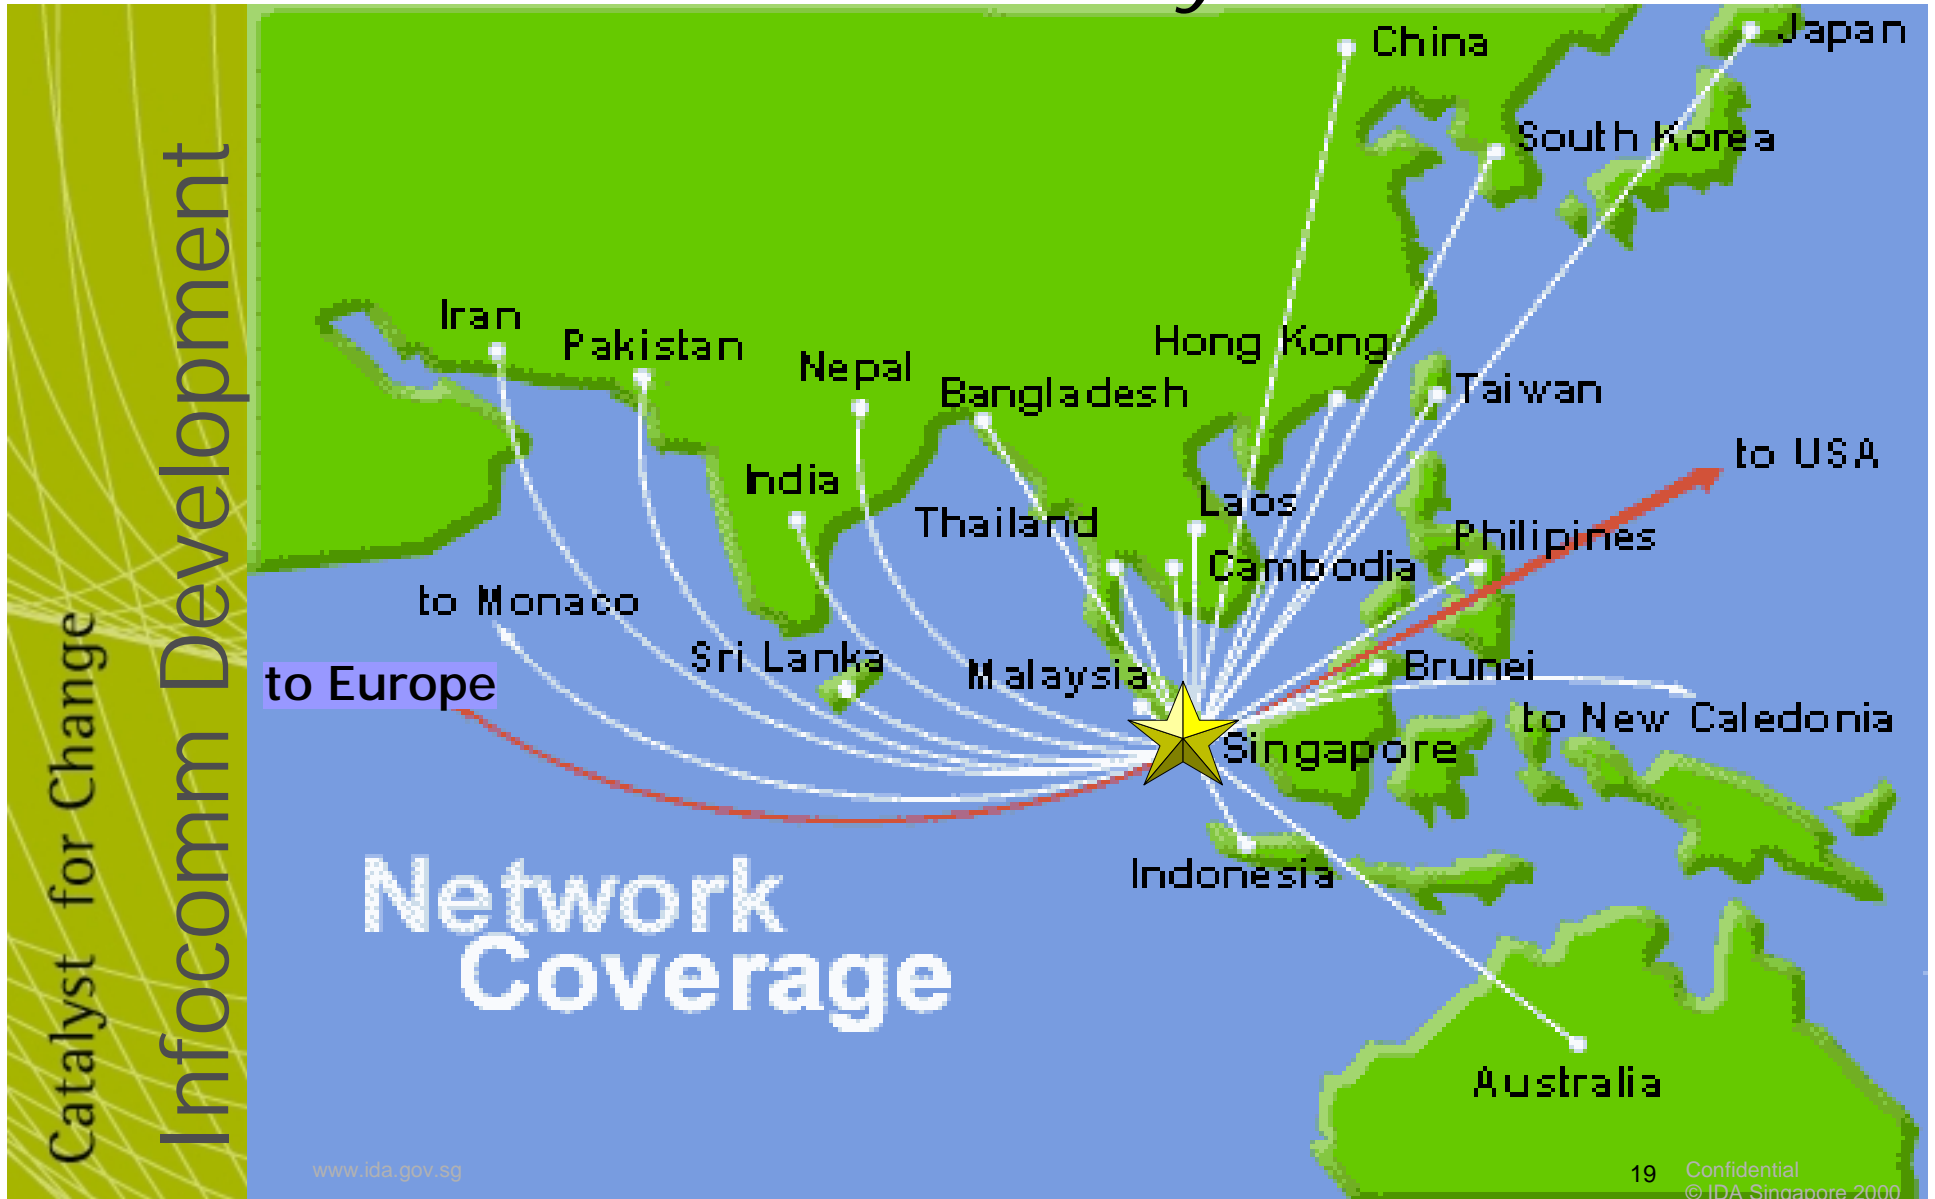 Catalyst for Change
Infocomm Development
China
Japan
South Korea
Iran
Pakistan
Nepal
Hong Kong
Bangladesh
Taiwan
to USA
India
Laos
Thailand
Philipines
Cambodia
to Monaco
Sri Lanka
Malaysia
Brunei
to Europe
to New Caledonia
Singapore
Indonesia
Network
Coverage
Australia
www.ida.gov.sg
19
Confidential
© IDA Singapore 2000